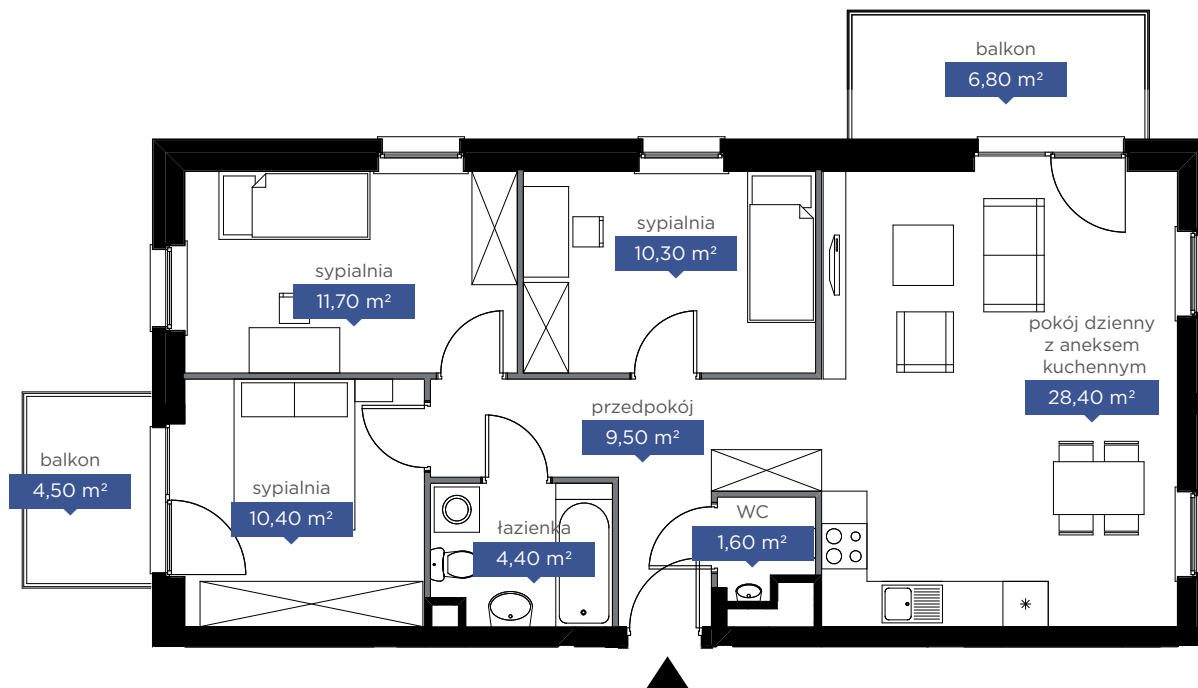 balkon
6,80 m²
sypialnia
10,30 m²
sypialnia
11,70 m²
pokój dzienny
z aneksem
kuchennym
28,40 m²
przedpokój
9,50 m²
balkon
4,50 m²
sypialnia
10,40 m²
łazienka
4,40 m²
WC
1,60 m²